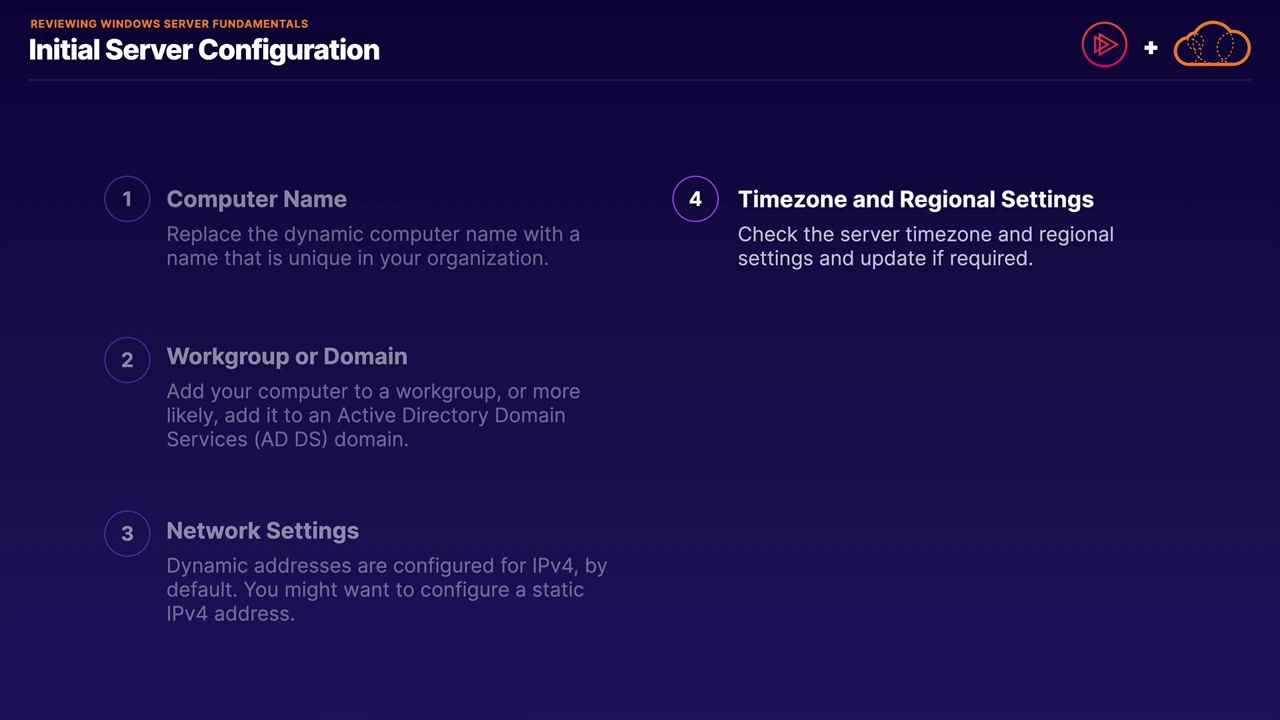 REVIEWING WINDOWS SERVER FUNDAMENTALS
Initial Server Configuration
+
1
Computer Name
Replace the dynamic computer name with a
name that is unique in your organization.
2
Workgroup or Domain
Add your computer to a workgroup, or more
likely, add it to an Active Directory Domain
Services (AD DS) domain.
3
Network Settings
Dynamic addresses are configured for IPv4, by
default. You might want to configure a static
IPv4 address.
4
Timezone and Regional Settings
Check the server timezone and regional
settings and update if required.